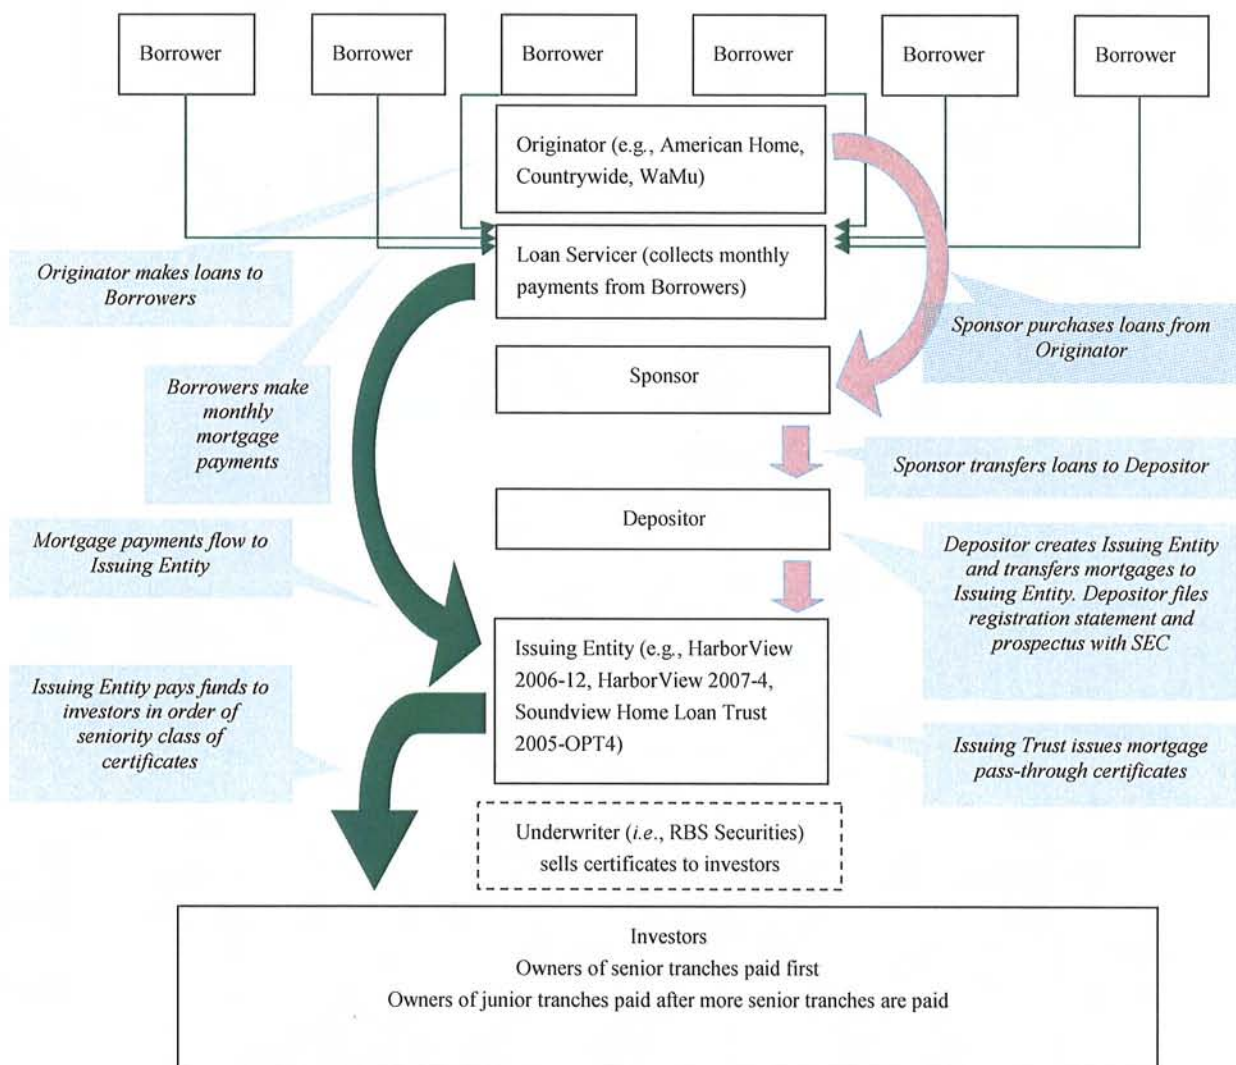 Borrower
Borrower
Borrower
Borrower
Borrower
Borrower
Originator (e.g., American Home,
Countrywide, WaMu)
Originator makes loans to
Borrowers
Loan Servicer (collects monthly
payments from Borrowers)
Sponsor purchases loans from
Originator
Borrowers make
monthly
mortgage
payments
Sponsor
Sponsor transfers loans to Depositor
Depositor
Mortgage payments flow to
Issuing Entity
Depositor creates Issuing Entity
and transfers mortgages to
Issuing Entity. Depositor files
registration statement and
prospectus with SEC
Issuing Entity (e.g., HarborView
2006-12, HarborView 2007-4,
Soundview Home Loan Trust
2005-OPT4)
Issuing Entity pays funds to
investors in order of
seniority class of
certificates
Issuing Trust issues mortgage
pass-through certificates
Underwriter (i.e., RBS Securities)
sells certificates to investors
Investors
Owners of senior tranches paid first
Owners of junior tranches paid after more senior tranches are paid